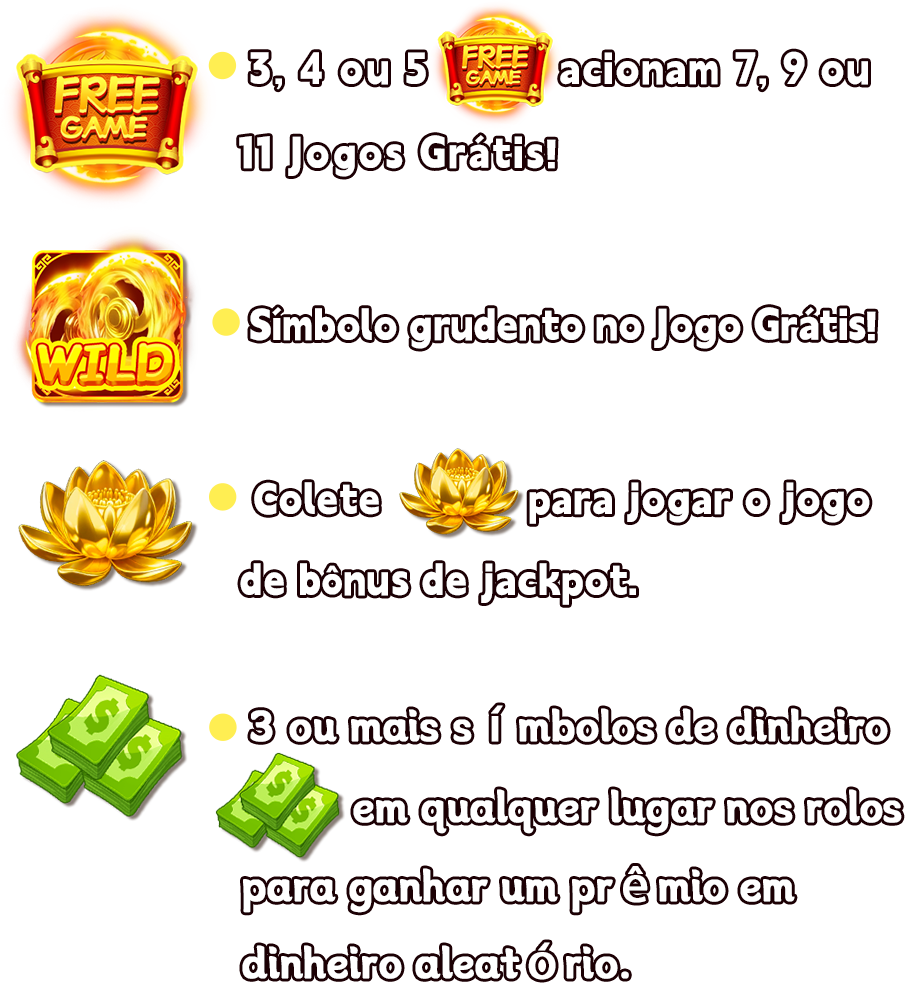 FREE GAME
3, 4 ou 5 FREE GAME acionam 7, 9 ou
11 Jogos Grátis!
WILD
Símbolo grudento no Jogo Grátis!
Colete para jogar o jogo
de bônus de jackpot.
3 ou mais s í mbolos de dinheiro
em qualquer lugar nos rolos
para ganhar um pr ê mio em
dinheiro aleat ó rio.